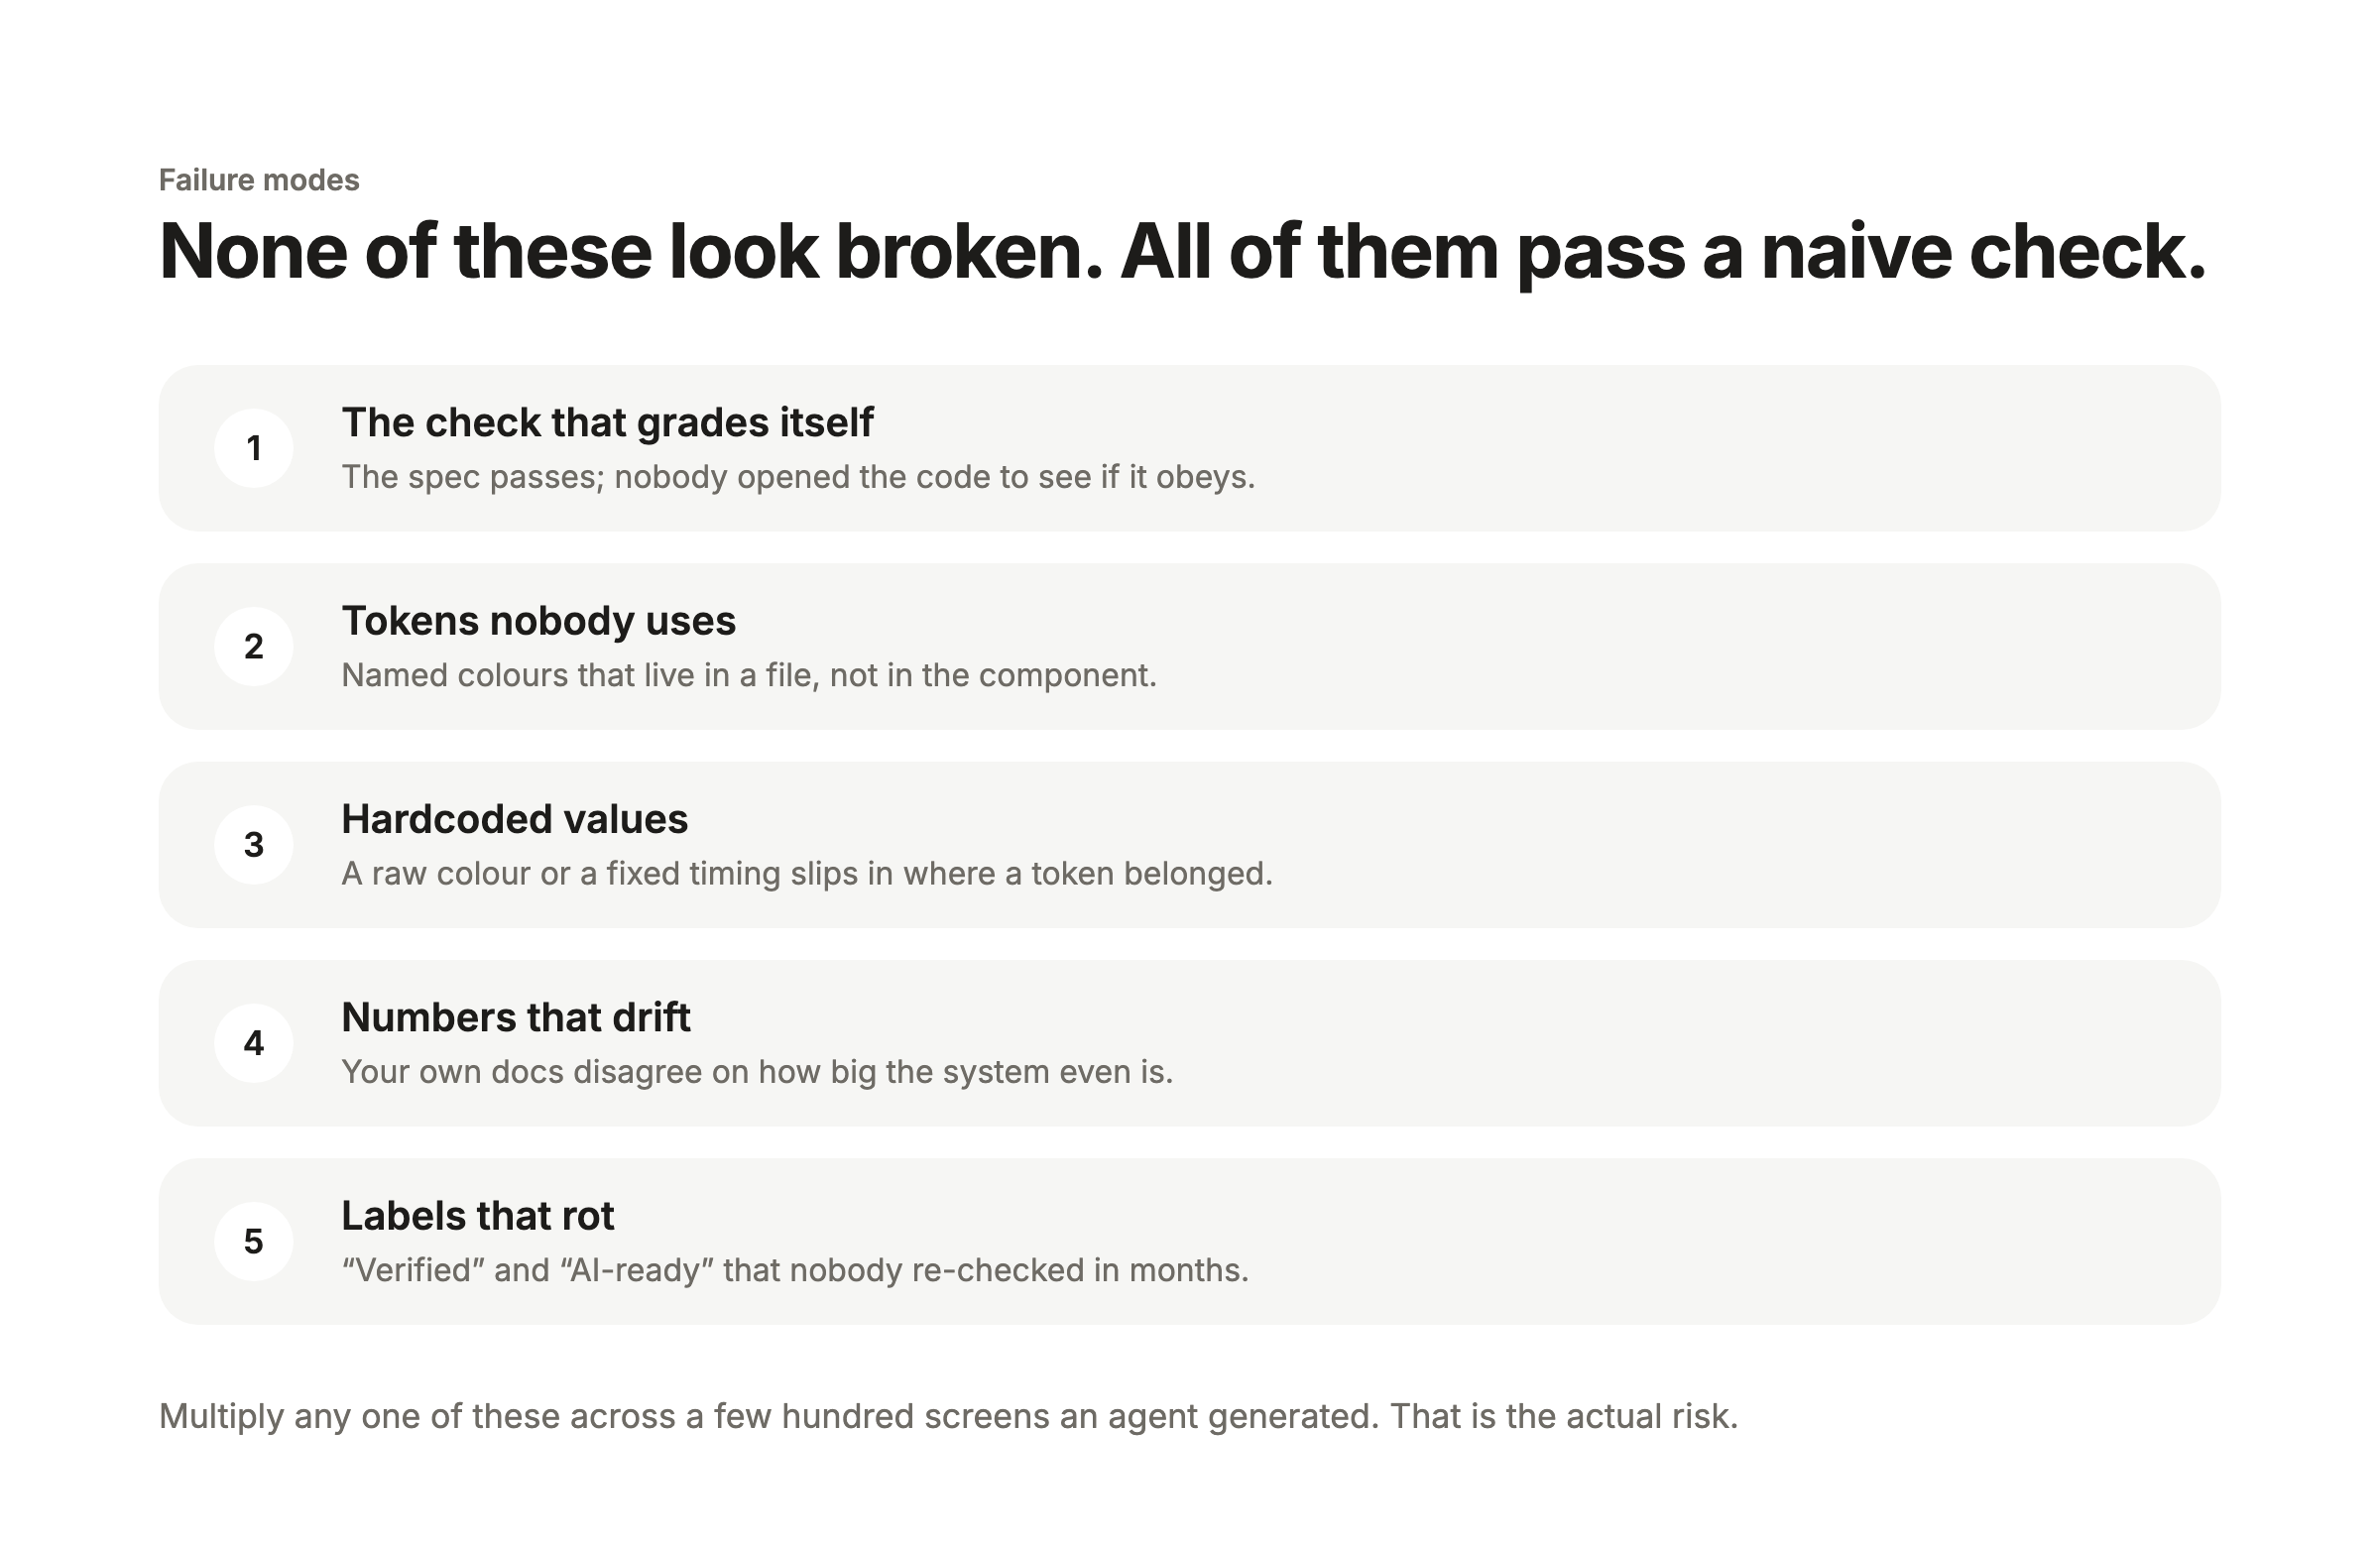 Failure modes
None of these look broken. All of them pass a naive check.
1
The check that grades itself
The spec passes; nobody opened the code to see if it obeys.
2
Tokens nobody uses
Named colours that live in a file, not in the component.
3
Hardcoded values
A raw colour or a fixed timing slips in where a token belonged.
4
Numbers that drift
Your own docs disagree on how big the system even is.
5
Labels that rot
“Verified” and “AI-ready” that nobody re-checked in months.
Multiply any one of these across a few hundred screens an agent generated. That is the actual risk.